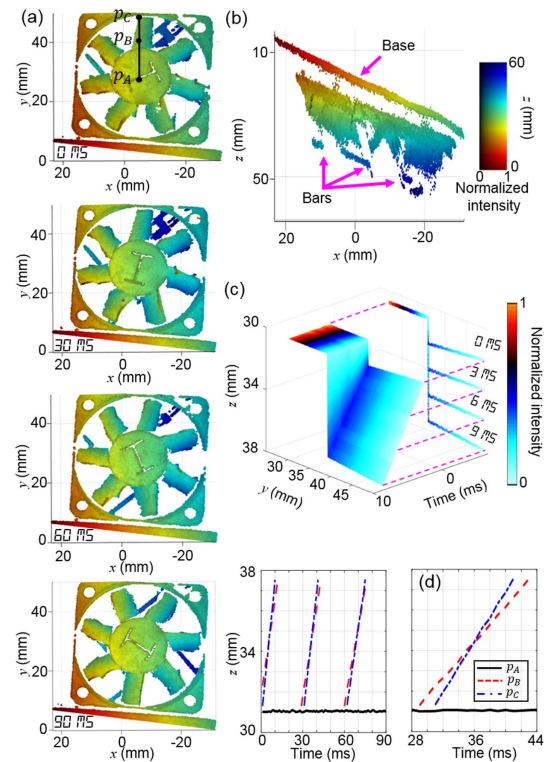 (a)
p_C
p_B
p_A
40
20
0
y (mm)
0 MS
20
0
-20
x (mm)
40
20
0
y (mm)
30 MS
20
0
-20
x (mm)
40
20
0
y (mm)
60 MS
20
0
-20
x (mm)
40
20
0
y (mm)
90 MS
20
0
-20
x (mm)
(b)
10
50
z (mm)
Base
Bars
20
0
-20
x (mm)
60
0
z (mm)
0
1
Normalized
intensity
(c)
30
34
38
z (mm)
30
35
40
45
y (mm)
10
0
Time (ms)
0 MS
3 MS
6 MS
9 MS
1
0
Normalized intensity
38
34
30
z (mm)
0
30
60
90
Time (ms)
(d)
p_A
p_B
p_C
28
36
44
Time (ms)